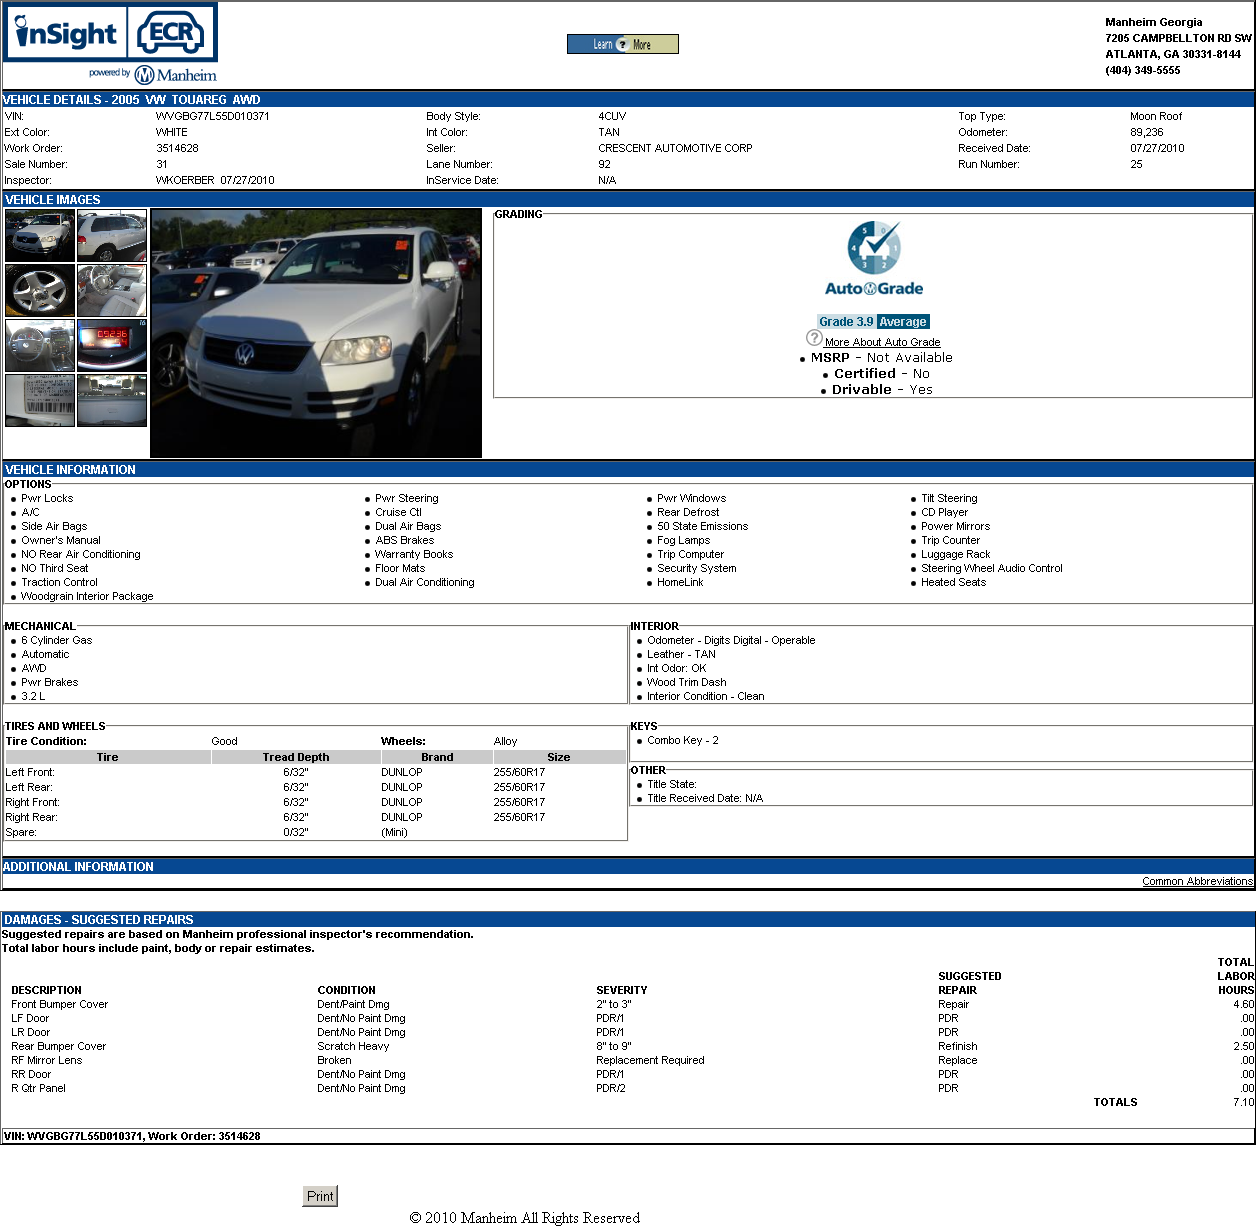 inSight ECR
powered by Manheim
Learn ? More
Manheim Georgia
7205 CAMPBELLTON RD SW
ATLANTA, GA 30331-8144
(404) 349-5555
VEHICLE DETAILS - 2005 VW TOUAREG AWD
VIN: WVGBG77L55D010371 Body Style: 4CUV Top Type: Moon Roof
Ext Color: WHITE Int Color: TAN Odometer: 89,236
Work Order: 3514628 Seller: CRESCENT AUTOMOTIVE CORP Received Date: 07/27/2010
Sale Number: 31 Lane Number: 92 Run Number: 25
Inspector: WKOERBER 07/27/2010 InService Date: N/A
VEHICLE IMAGES
GRADING
5 0 4 1 3 2
AutoGrade
Grade 3.9 Average
? More About Auto Grade
• MSRP - Not Available
• Certified - No
• Drivable - Yes
VEHICLE INFORMATION
OPTIONS
• Pwr Locks • Pwr Steering • Pwr Windows • Tilt Steering
• A/C • Cruise Ctl • Rear Defrost • CD Player
• Side Air Bags • Dual Air Bags • 50 State Emissions • Power Mirrors
• Owner's Manual • ABS Brakes • Fog Lamps • Trip Counter
• NO Rear Air Conditioning • Warranty Books • Trip Computer • Luggage Rack
• NO Third Seat • Floor Mats • Security System • Steering Wheel Audio Control
• Traction Control • Dual Air Conditioning • HomeLink • Heated Seats
• Woodgrain Interior Package
MECHANICAL
• 6 Cylinder Gas
• Automatic
• AWD
• Pwr Brakes
• 3.2 L
INTERIOR
• Odometer - Digits Digital - Operable
• Leather - TAN
• Int Odor: OK
• Wood Trim Dash
• Interior Condition - Clean
TIRES AND WHEELS
Tire Condition: Good Wheels: Alloy
Tire Tread Depth Brand Size
Left Front: 6/32" DUNLOP 255/60R17
Left Rear: 6/32" DUNLOP 255/60R17
Right Front: 6/32" DUNLOP 255/60R17
Right Rear: 6/32" DUNLOP 255/60R17
Spare: 0/32" (Mini)
KEYS
• Combo Key - 2
OTHER
• Title State:
• Title Received Date: N/A
ADDITIONAL INFORMATION
Common Abbreviations
DAMAGES - SUGGESTED REPAIRS
Suggested repairs are based on Manheim professional inspector's recommendation.
Total labor hours include paint, body or repair estimates.
DESCRIPTION CONDITION SEVERITY SUGGESTED REPAIR TOTAL LABOR HOURS
Front Bumper Cover Dent/Paint Dmg 2" to 3" Repair 4.60
LF Door Dent/No Paint Dmg PDR/1 PDR .00
LR Door Dent/No Paint Dmg PDR/1 PDR .00
Rear Bumper Cover Scratch Heavy 8" to 9" Refinish 2.50
RF Mirror Lens Broken Replacement Required Replace .00
RR Door Dent/No Paint Dmg PDR/1 PDR .00
R Qtr Panel Dent/No Paint Dmg PDR/2 PDR .00
TOTALS 7.10
VIN: WVGBG77L55D010371, Work Order: 3514628
Print
© 2010 Manheim All Rights Reserved